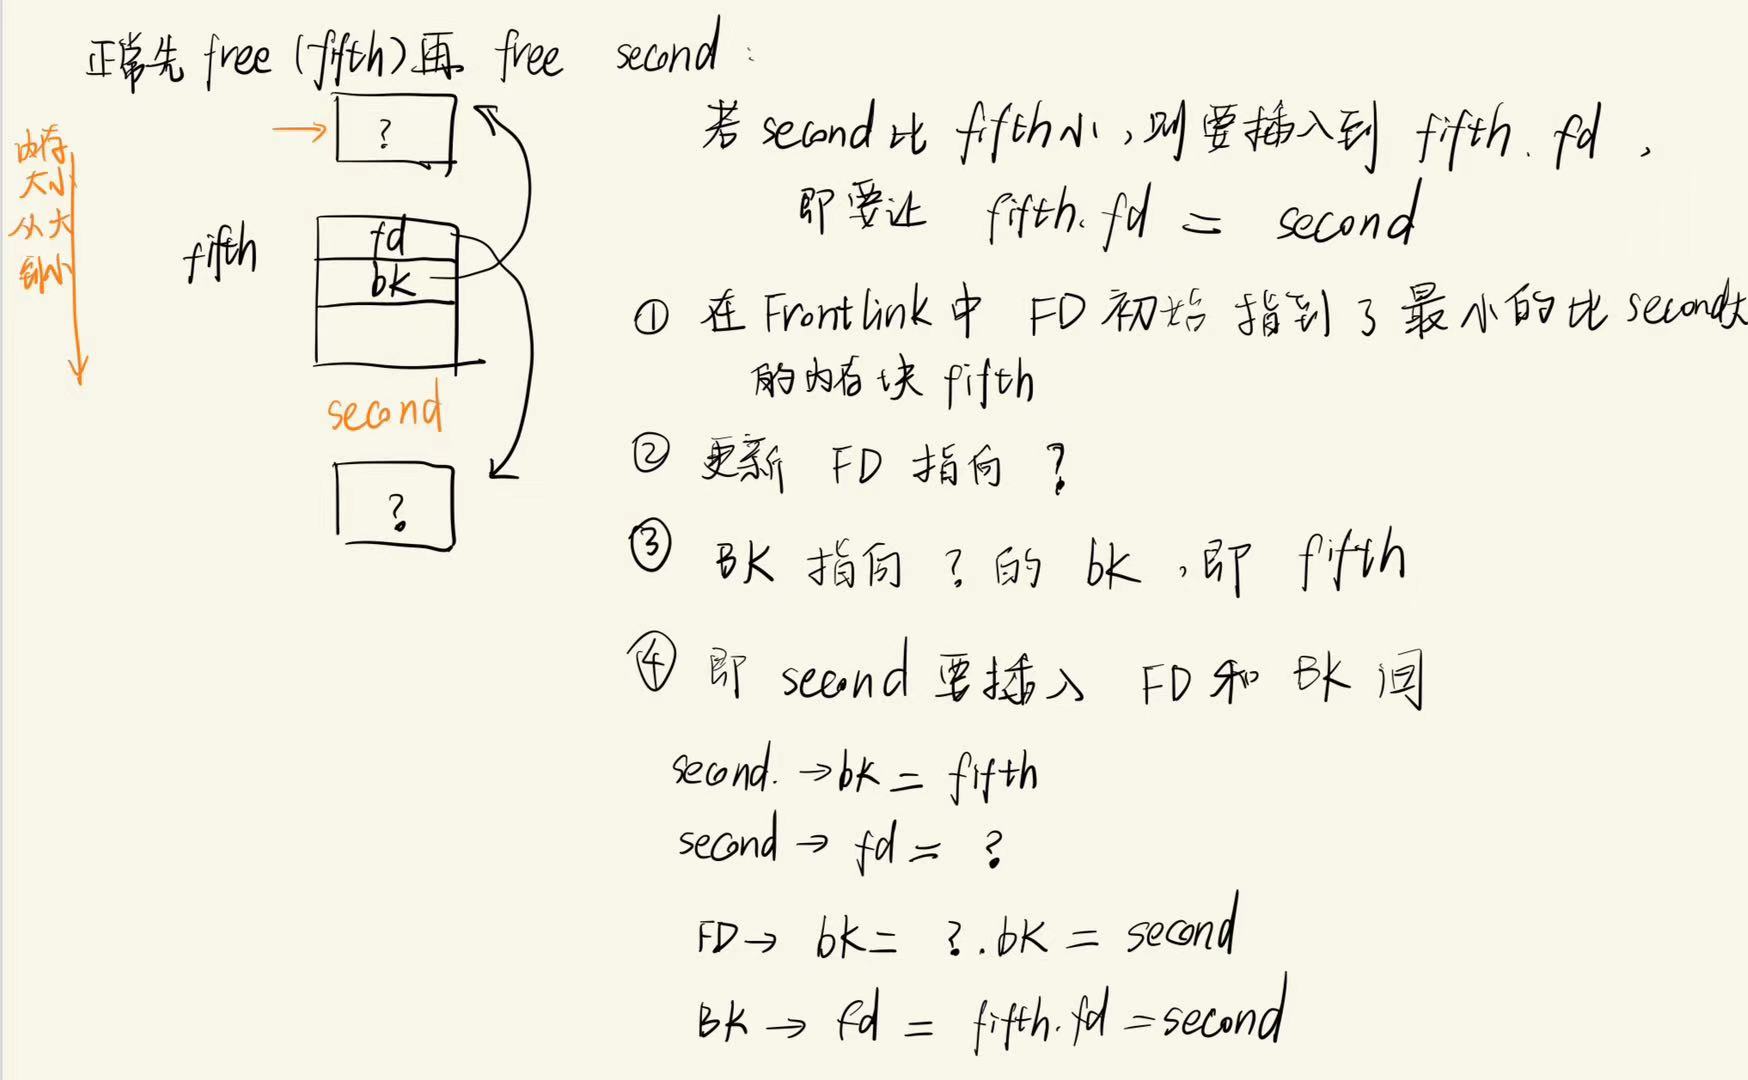 正常先 free (fifth) 再 free second :
?
内存
大小
从大
到小
fifth
fd
bk
second
?
若 second 比 fifth 小，则要插入到 fifth. fd ，
即要让 fifth. fd = second
① 在 Frontlink 中 FD 初始 指到了 最小的比 second大
的内存块 fifth
② 更新 FD 指向 ?
③ BK 指向 ? 的 bk ，即 fifth
④ 即 second 要插入 FD 和 BK 间
second. →bk = fifth
second → fd = ?
FD → bk = ?.bk = second
BK → fd = fifth.fd = second